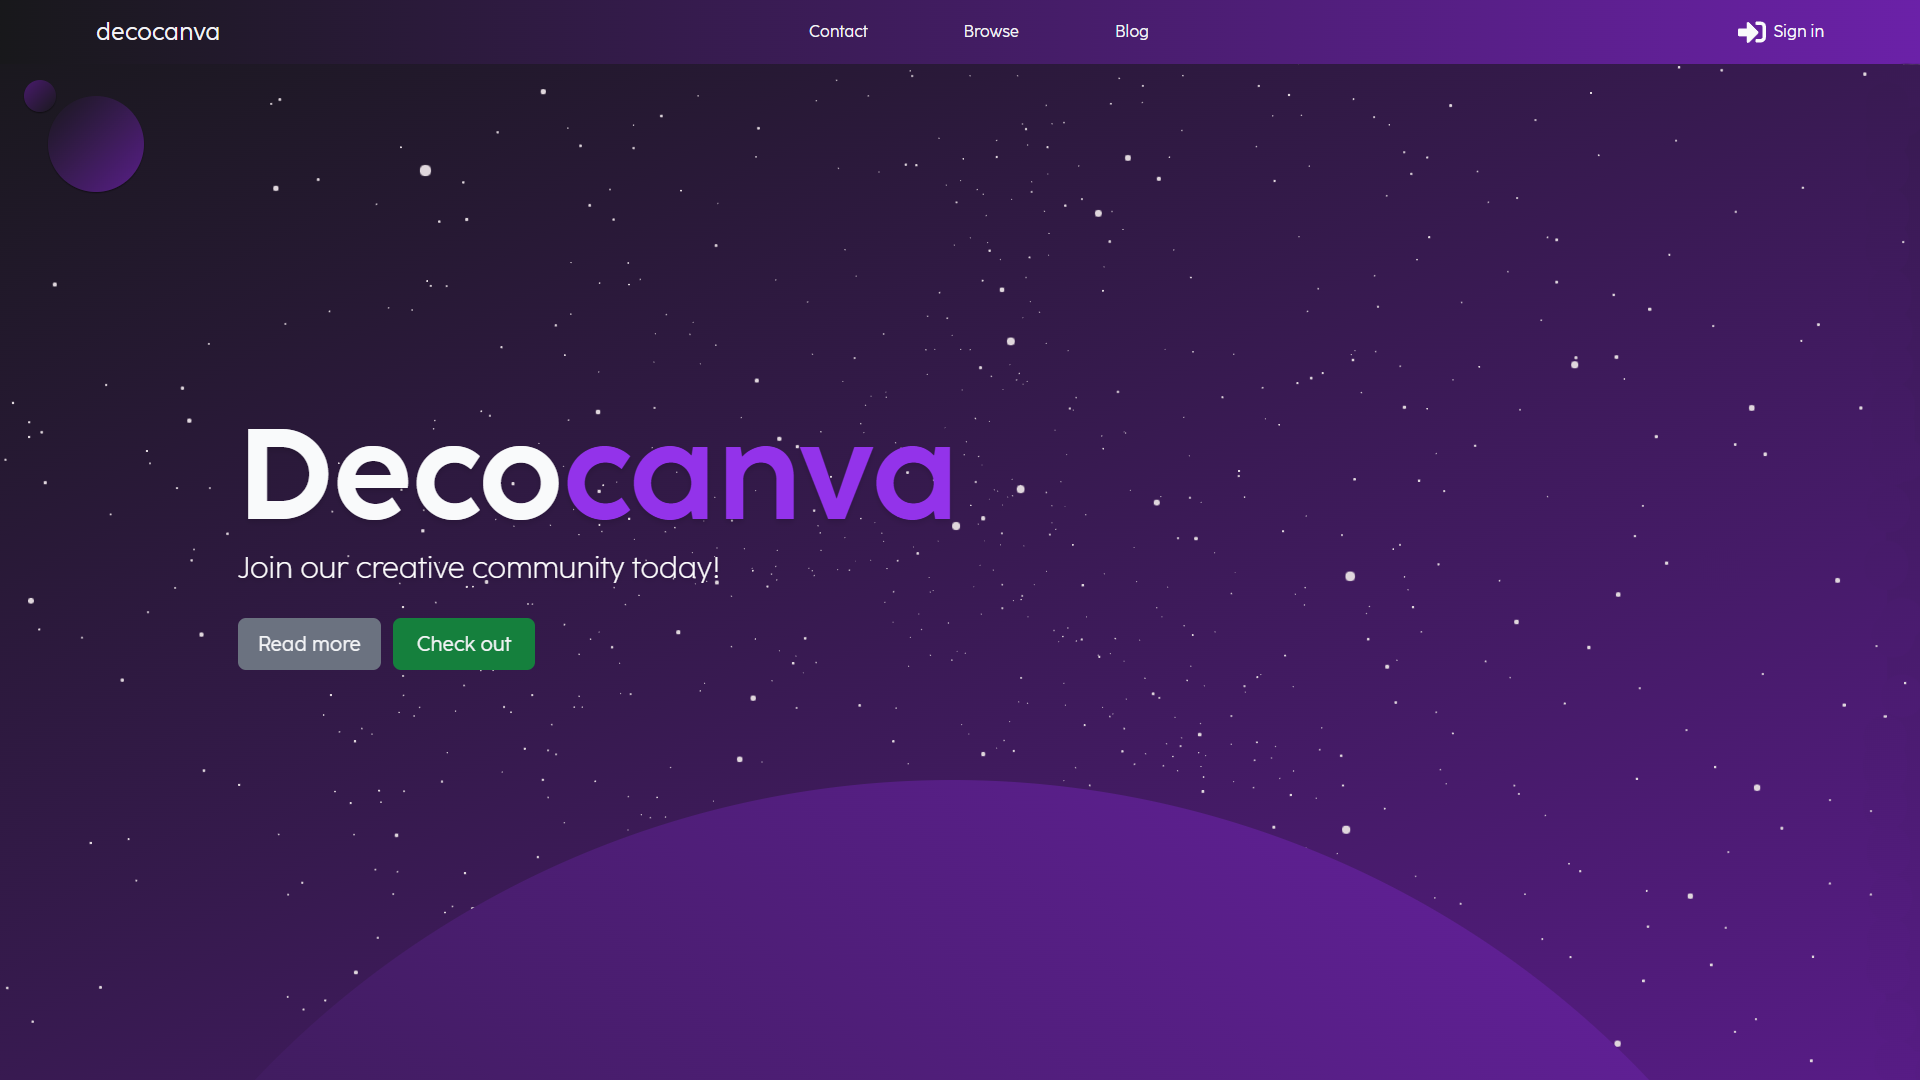 decocanva
Contact
Browse
Blog
Sign in
Decocanva
Join our creative community today!
Read more
Check out